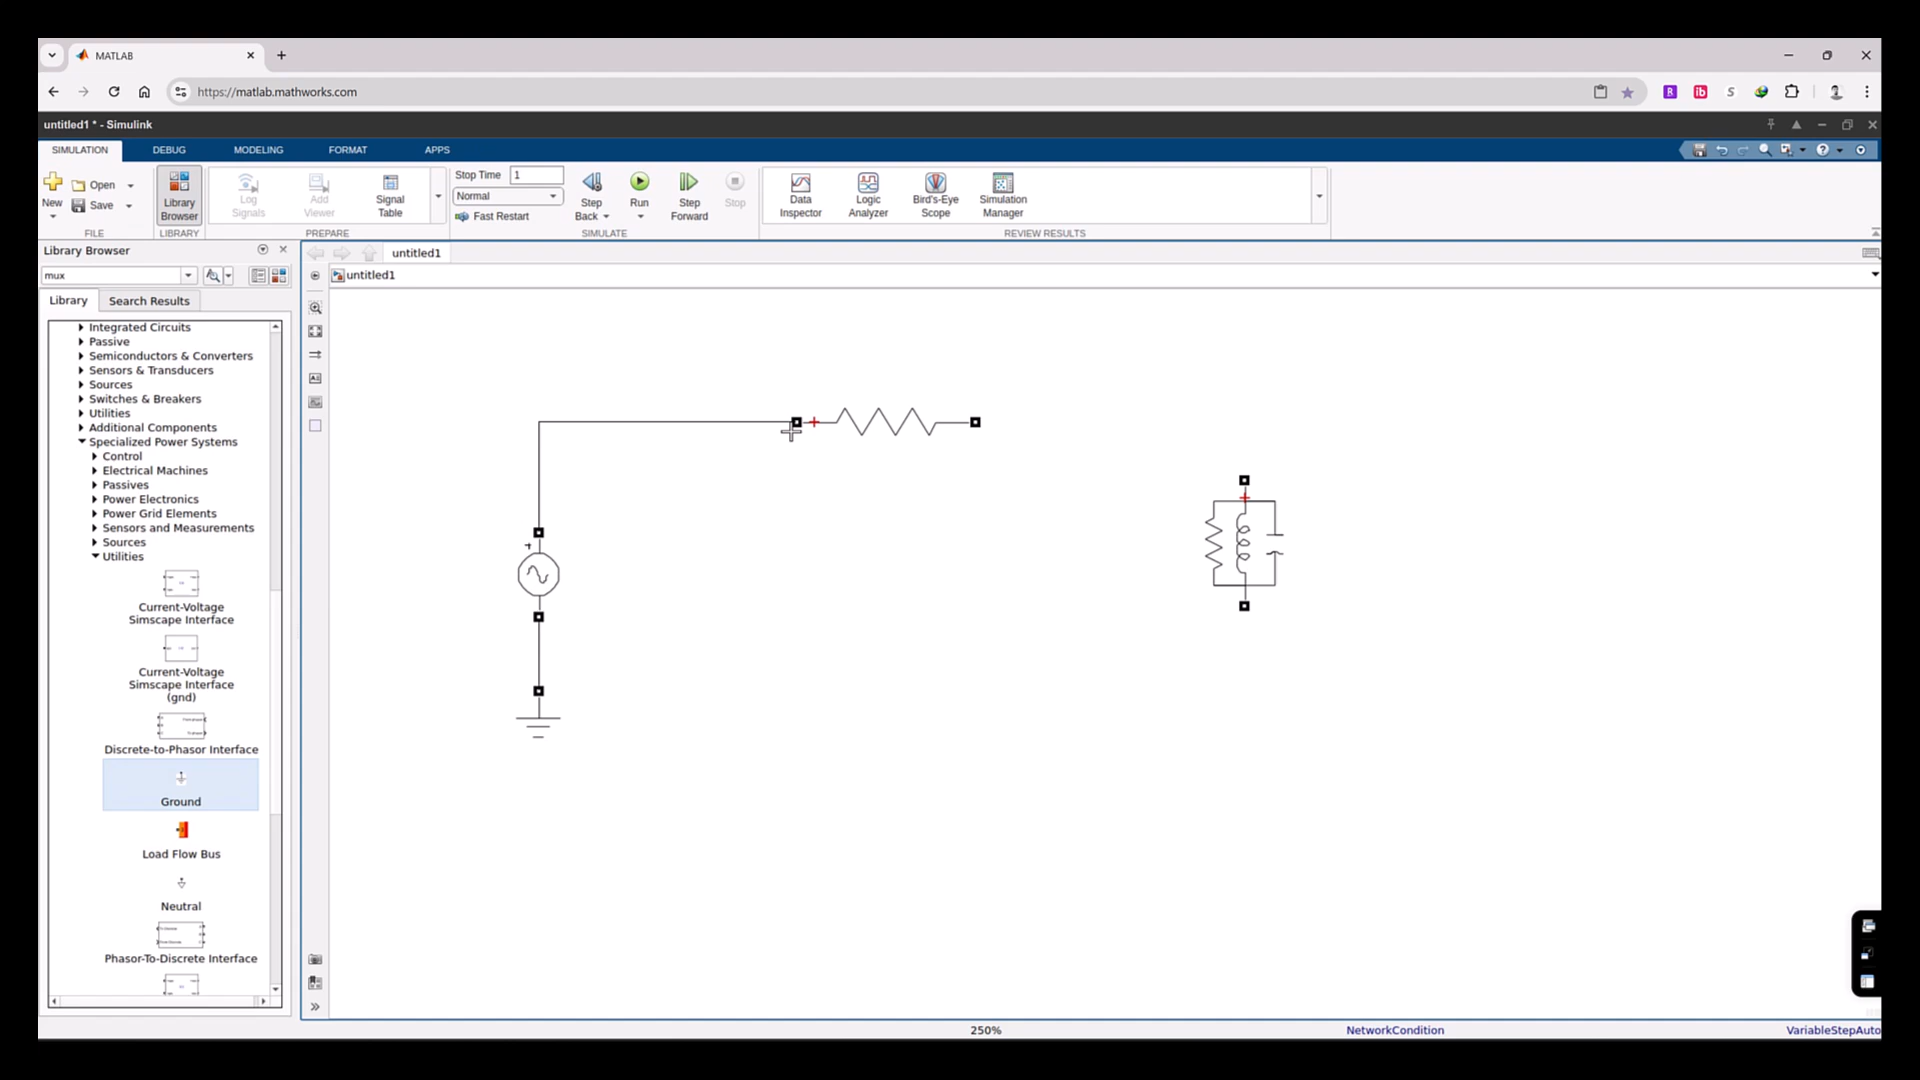 MATLAB
https://matlab.mathworks.com
untitled1 * - Simulink
SIMULATION DEBUG MODELING FORMAT APPS
New
Open
Save
FILE
Library Browser
LIBRARY
Log Signals
Add Viewer
Signal Table
PREPARE
Stop Time 1
Normal
Fast Restart
Step Back
Run
Step Forward
Stop
SIMULATE
Data Inspector
Logic Analyzer
Bird's-Eye Scope
Simulation Manager
REVIEW RESULTS
Library Browser
mux
Library Search Results
Integrated Circuits
Passive
Semiconductors & Converters
Sensors & Transducers
Sources
Switches & Breakers
Utilities
Additional Components
Specialized Power Systems
Control
Electrical Machines
Passives
Power Electronics
Power Grid Elements
Sensors and Measurements
Sources
Utilities
Current-Voltage
Simscape Interface
Current-Voltage
Simscape Interface
(gnd)
Discrete-to-Phasor Interface
Ground
Load Flow Bus
Neutral
Phasor-To-Discrete Interface
untitled1
untitled1
250%
NetworkCondition
VariableStepAuto